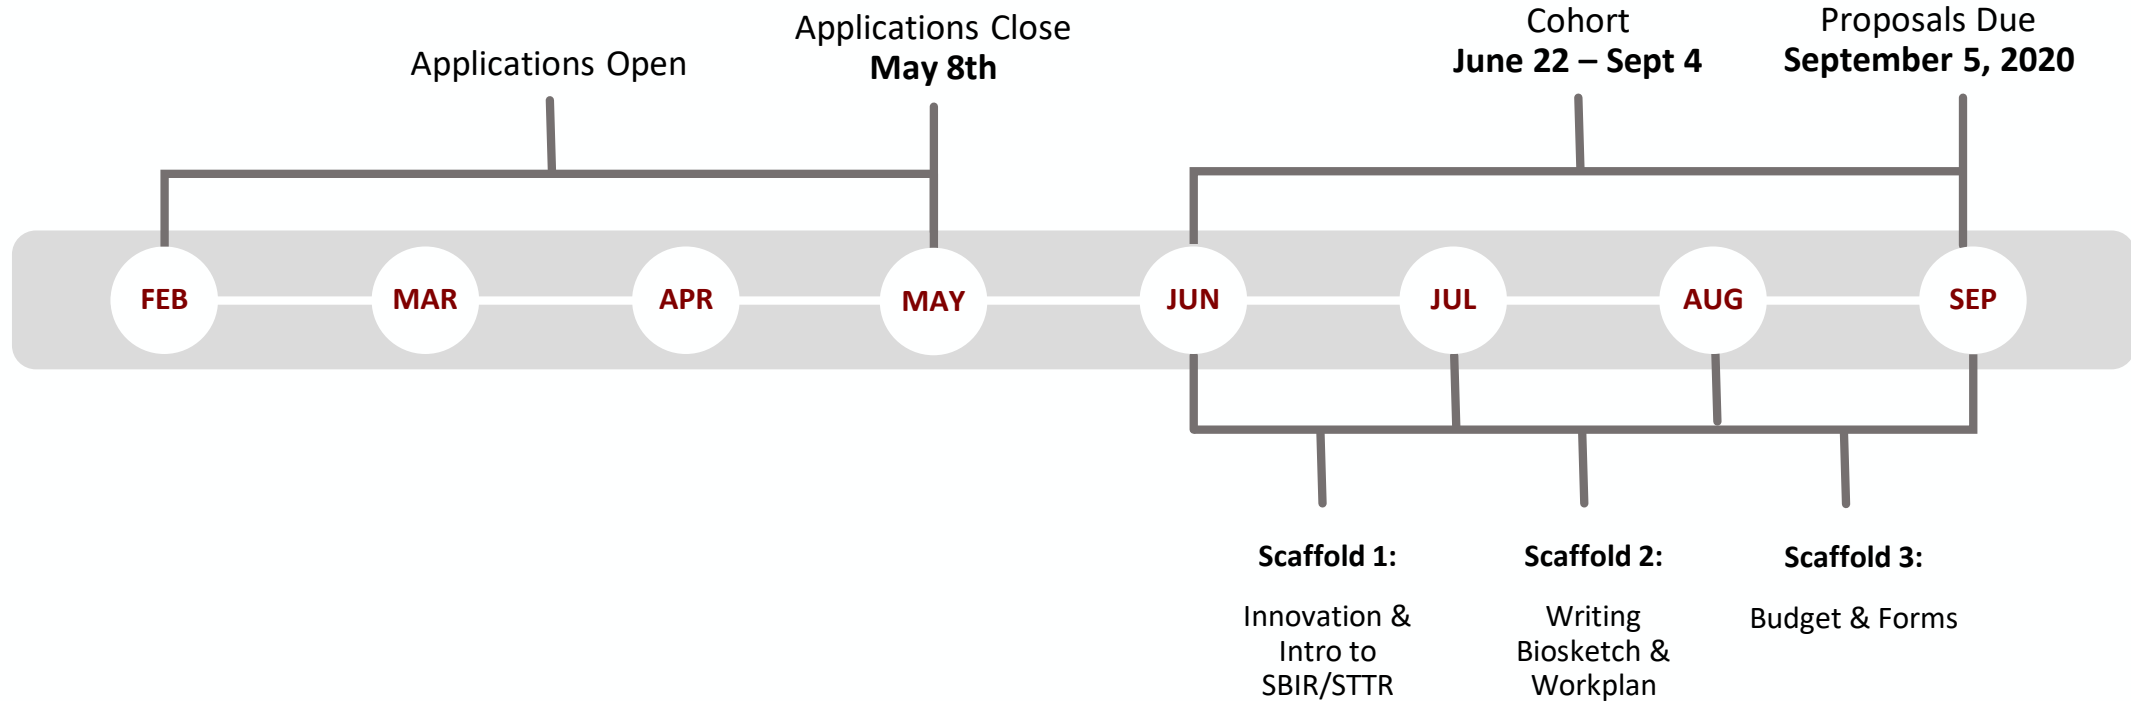 Applications Open
Applications Close
May 8th
Cohort
June 22 – Sept 4
Proposals Due
September 5, 2020
FEB
MAR
APR
MAY
JUN
JUL
AUG
SEP
Scaffold 1:
Innovation &
Intro to
SBIR/STTR
Scaffold 2:
Writing
Biosketch &
Workplan
Scaffold 3:
Budget & Forms